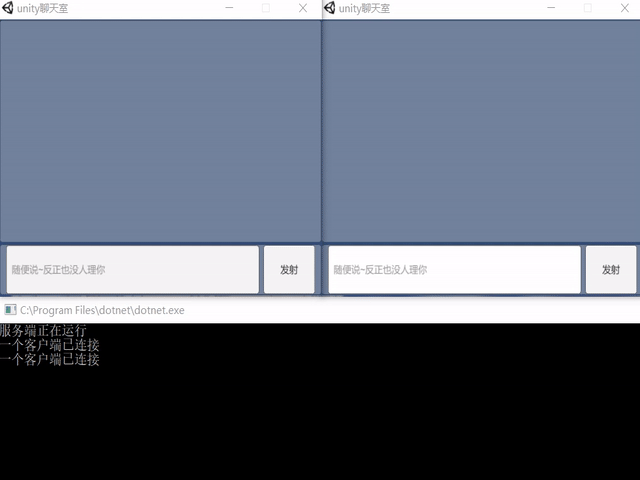 unity聊天室
unity聊天室
随便说~反正也没人理你
发射
随便说~反正也没人理你
发射
C:\Program Files\dotnet\dotnet.exe
服务端正在运行
一个客户端已连接
一个客户端已连接